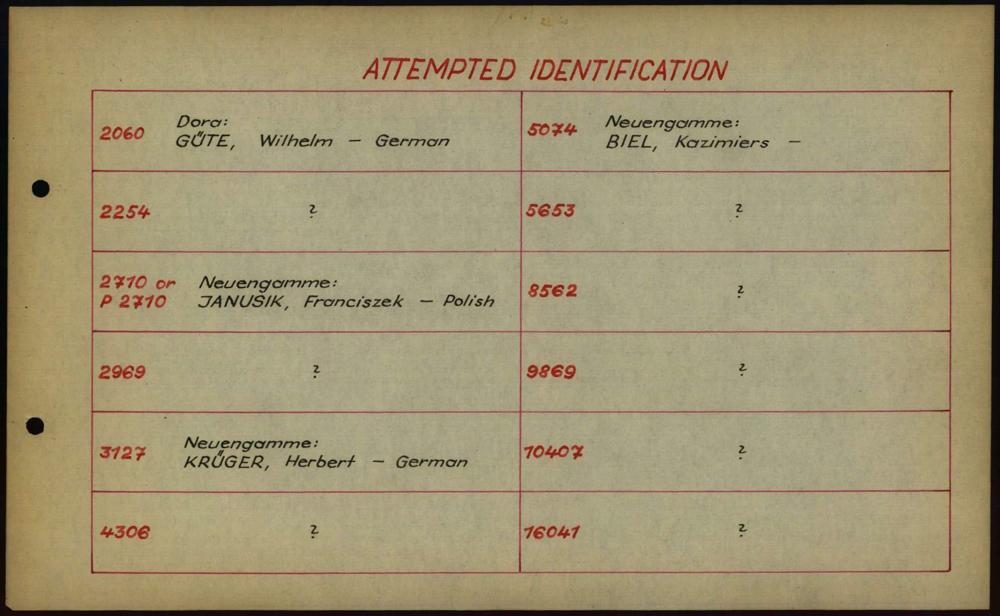 ATTEMPTED IDENTIFICATION
2060 Dora:
GÜTE, Wilhelm – German
2254 ?
2710 or Neuengamme:
P 2710 JANUSIK, Franciszek – Polish
2969 ?
3127 Neuengamme:
KRÜGER, Herbert – German
4306 ?
5074 Neuengamme:
BIEL, Kazimiers –
5653 ?
8562 ?
9869 ?
10407 ?
16041 ?